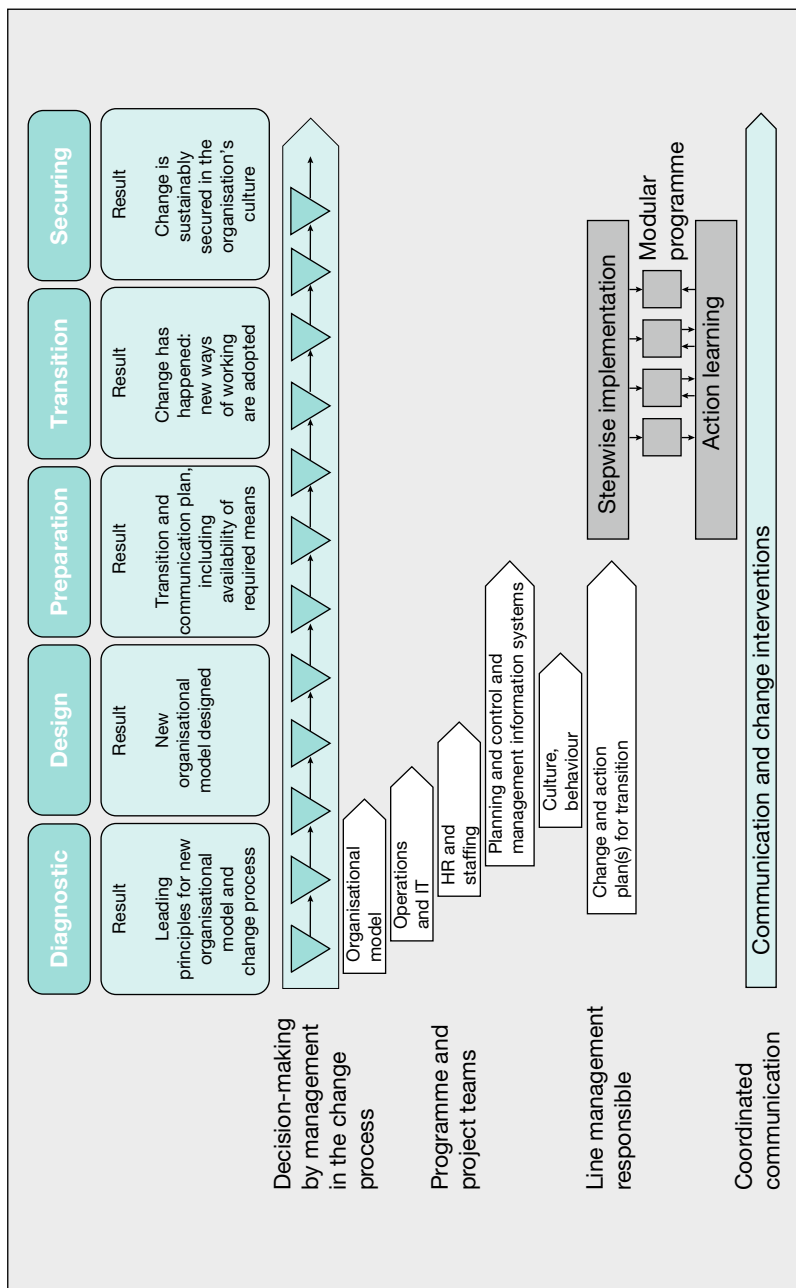 Diagnostic
Design
Preparation
Transition
Securing
Result
Leading
principles for new
organisational
model and
change process
Result
New
organisational
model designed
Result
Transition and
communication plan,
including
availability of
required means
Result
Change has
happened:
new ways
of working
are adopted
Result
Change is
sustainably
secured in the
organisation's
culture
Decision-making
by management
in the change
process
Programme and
project teams
Organisational
model
Operations
and IT
HR and
staffing
Planning and control and
management information systems
Culture,
behaviour
Line management
responsible
Change and action
plan(s) for transition
Stepwise implementation
Modular
programme
Action learning
Coordinated
communication
Communication and change interventions